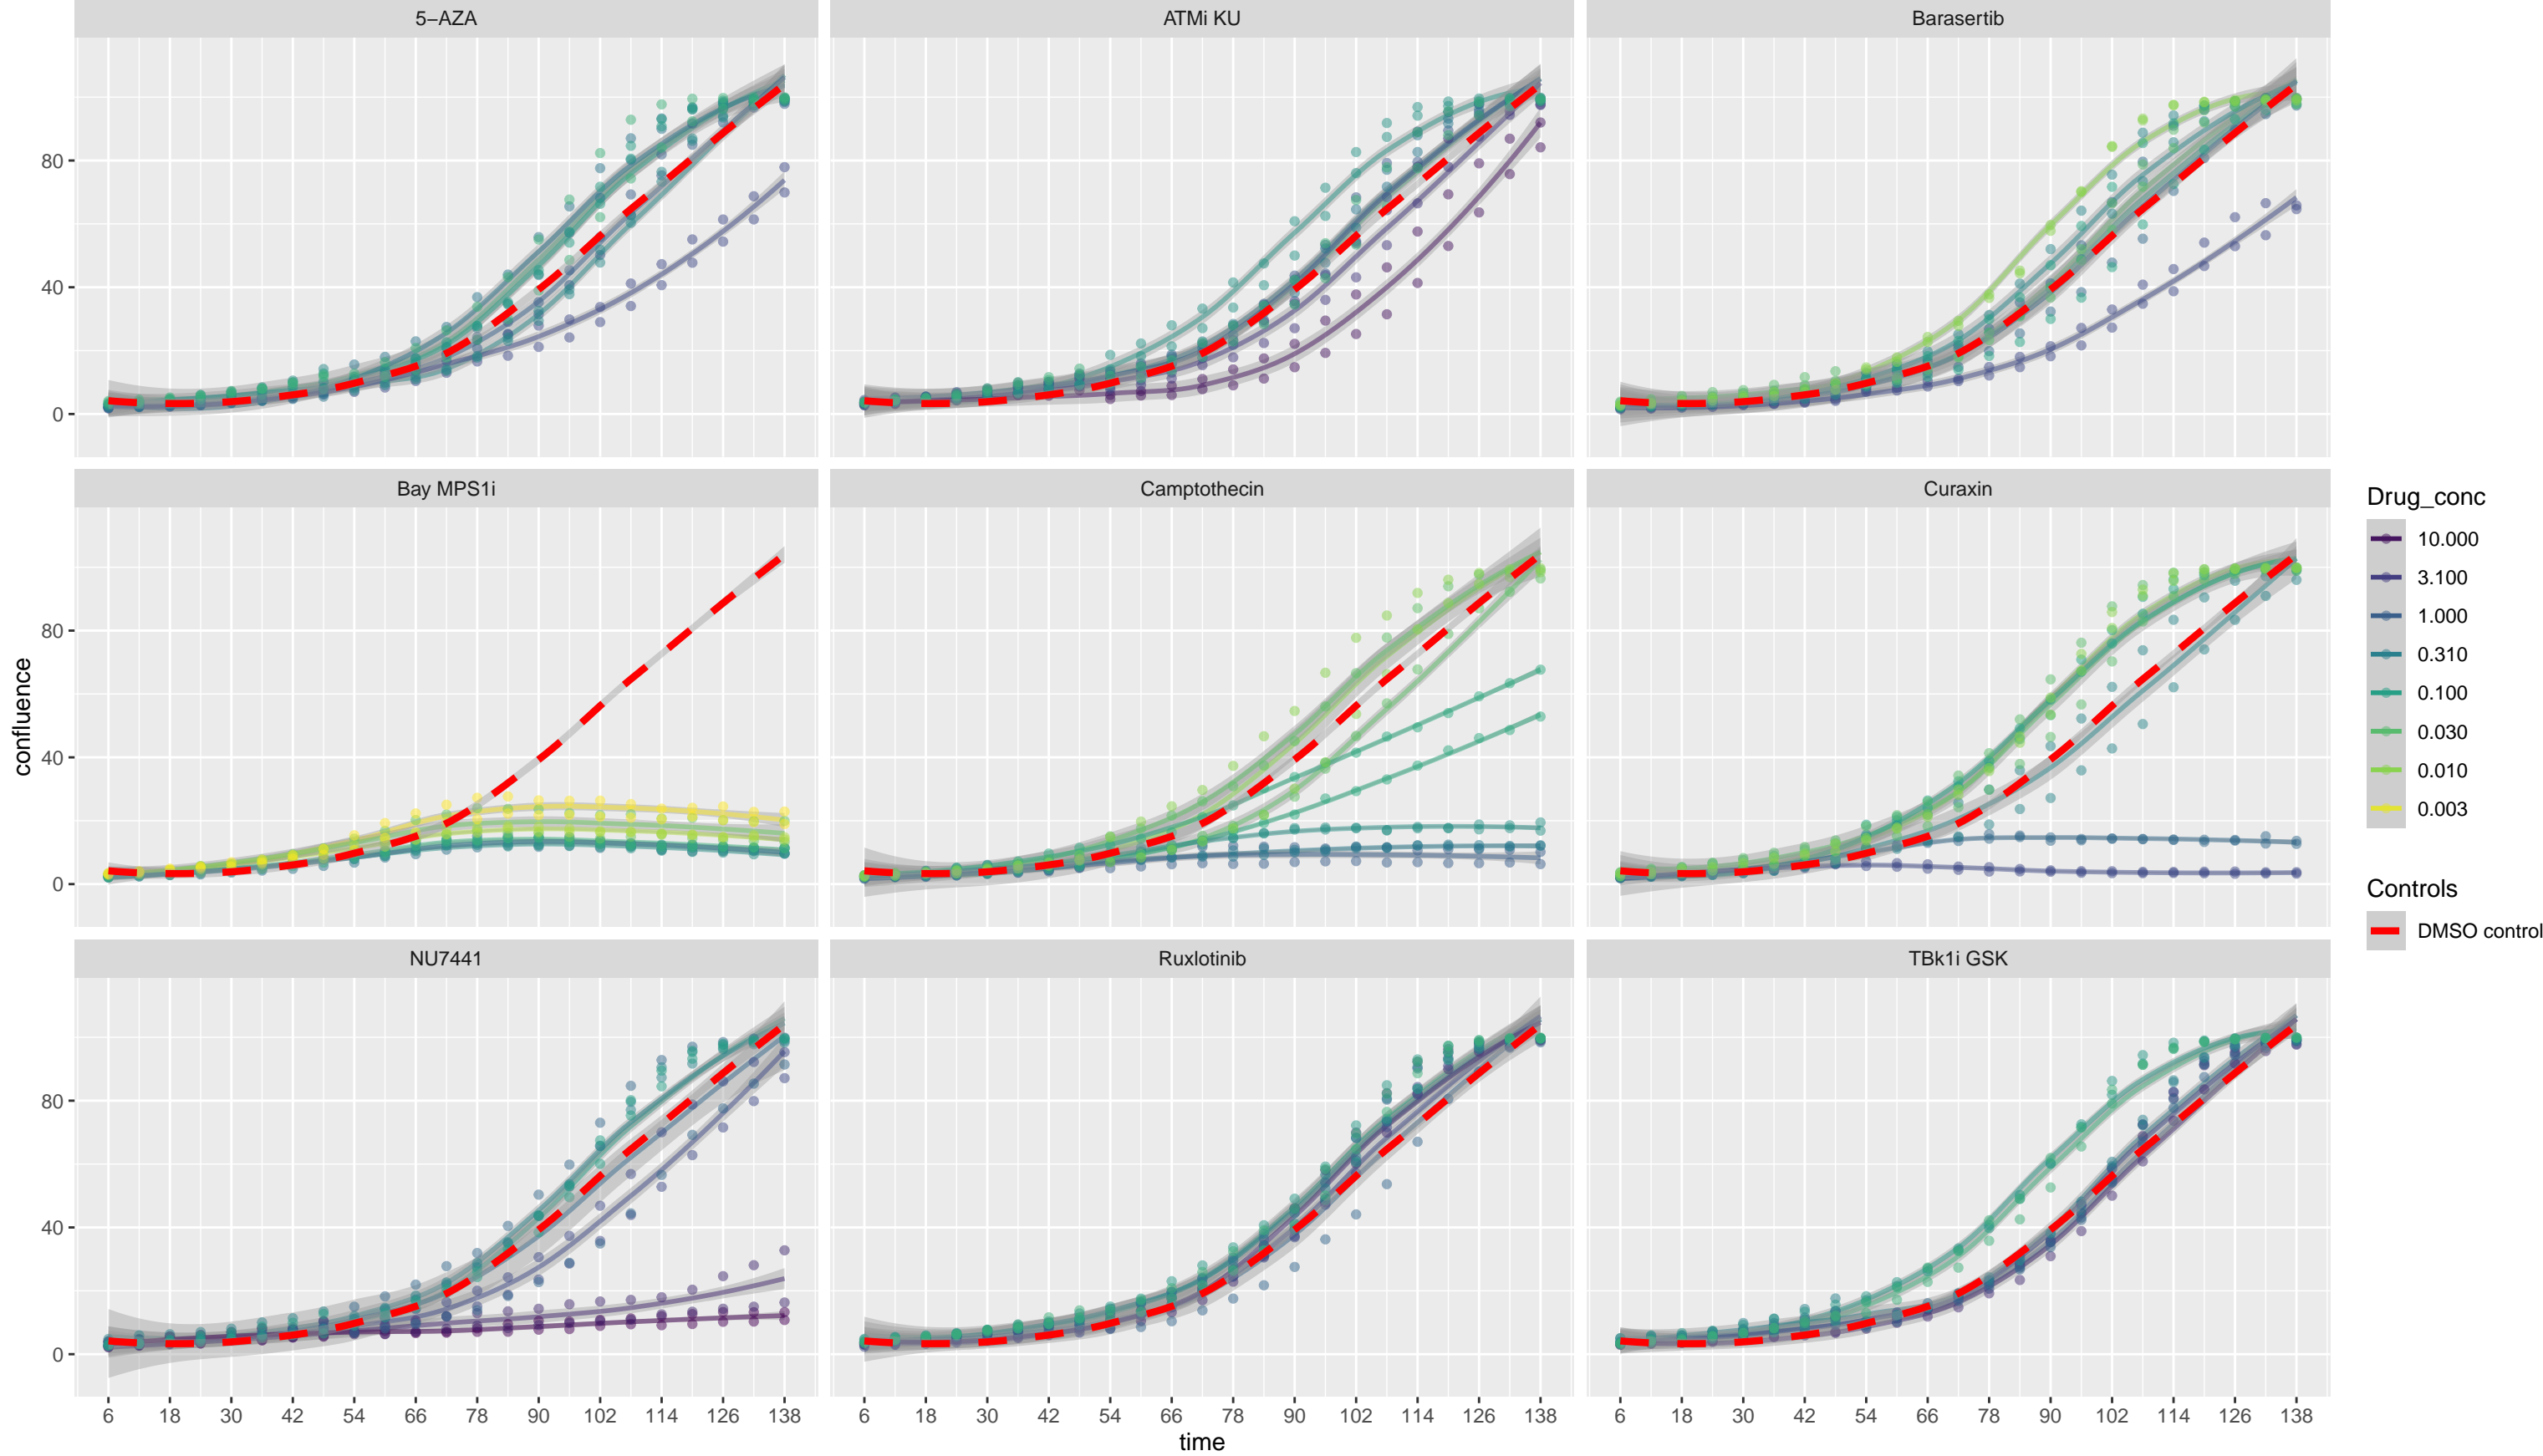 5−AZA
ATMi KU
Barasertib
80
40
0
Bay MPS1i
Camptothecin
Curaxin
80
40
0
confluence
NU7441
Ruxlotinib
TBk1i GSK
80
40
0
6 18 30 42 54 66 78 90 102 114 126 138
6 18 30 42 54 66 78 90 102 114 126 138
6 18 30 42 54 66 78 90 102 114 126 138
time
Drug_conc
10.000
3.100
1.000
0.310
0.100
0.030
0.010
0.003
Controls
DMSO control